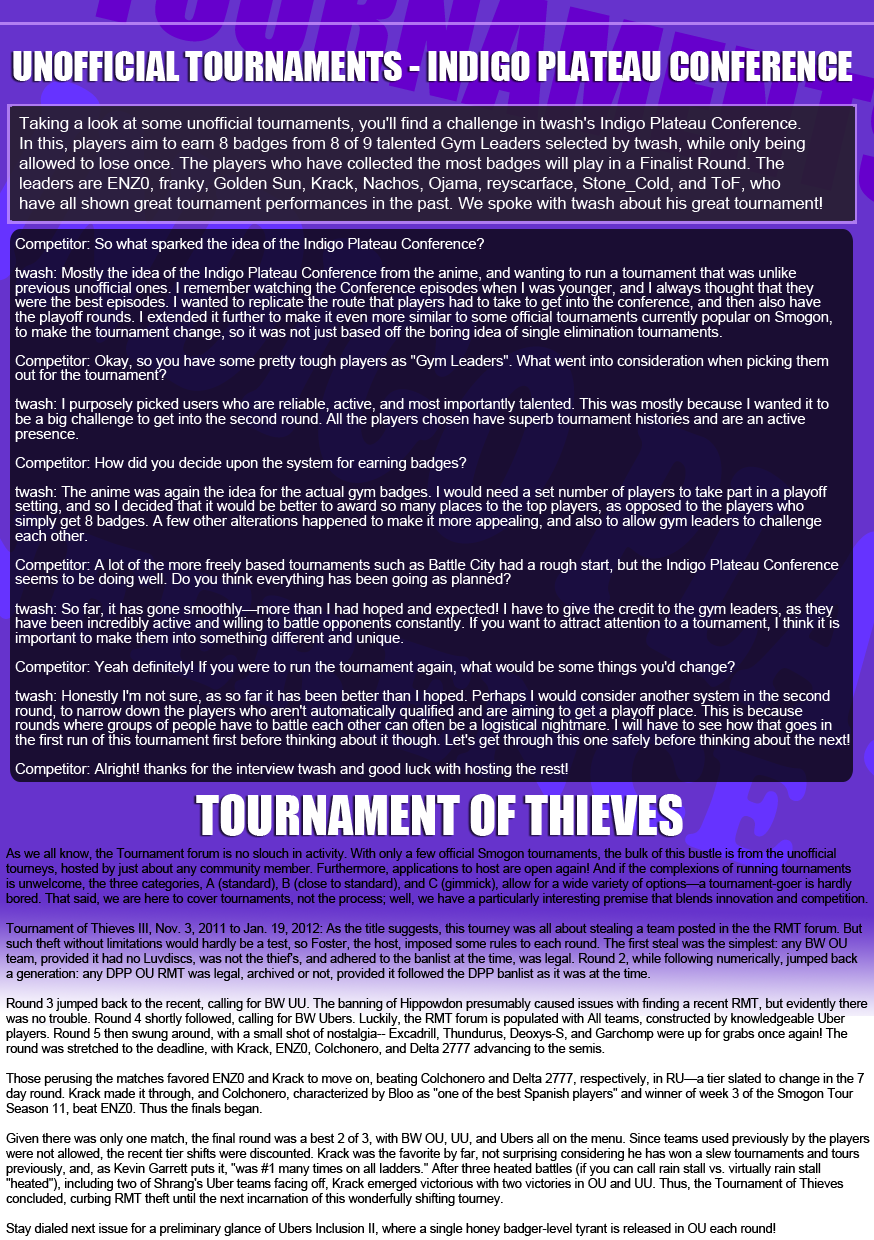 TOURNAMENTS
UNOFFICIAL TOURNAMENTS - INDIGO PLATEAU CONFERENCE
Taking a look at some unofficial tournaments, you'll find a challenge in twash's Indigo Plateau Conference.
In this, players aim to earn 8 badges from 8 of 9 talented Gym Leaders selected by twash, while only being
allowed to lose once. The players who have collected the most badges will play in a Finalist Round. The
leaders are ENZ0, franky, Golden Sun, Krack, Nachos, Ojama, reyscarface, Stone_Cold, and ToF, who
have all shown great tournament performances in the past. We spoke with twash about his great tournament!
Competitor: So what sparked the idea of the Indigo Plateau Conference?
twash: Mostly the idea of the Indigo Plateau Conference from the anime, and wanting to run a tournament that was unlike
previous unofficial ones. I remember watching the Conference episodes when I was younger, and I always thought that they
were the best episodes. I wanted to replicate the route that players had to take to get into the conference, and then also have
the playoff rounds. I extended it further to make it even more similar to some official tournaments currently popular on Smogon,
to make the tournament change, so it was not just based off the boring idea of single elimination tournaments.
Competitor: Okay, so you have some pretty tough players as "Gym Leaders". What went into consideration when picking them
out for the tournament?
twash: I purposely picked users who are reliable, active, and most importantly talented. This was mostly because I wanted it to
be a big challenge to get into the second round. All the players chosen have superb tournament histories and are an active
presence.
Competitor: How did you decide upon the system for earning badges?
twash: The anime was again the idea for the actual gym badges. I would need a set number of players to take part in a playoff
setting, and so I decided that it would be better to award so many places to the top players, as opposed to the players who
simply get 8 badges. A few other alterations happened to make it more appealing, and also to allow gym leaders to challenge
each other.
Competitor: A lot of the more freely based tournaments such as Battle City had a rough start, but the Indigo Plateau Conference
seems to be doing well. Do you think everything has been going as planned?
twash: So far, it has gone smoothly—more than I had hoped and expected! I have to give the credit to the gym leaders, as they
have been incredibly active and willing to battle opponents constantly. If you want to attract attention to a tournament, I think it is
important to make them into something different and unique.
Competitor: Yeah definitely! If you were to run the tournament again, what would be some things you'd change?
twash: Honestly I'm not sure, as so far it has been better than I hoped. Perhaps I would consider another system in the second
round, to narrow down the players who aren't automatically qualified and are aiming to get a playoff place. This is because
rounds where groups of people have to battle each other can often be a logistical nightmare. I will have to see how that goes in
the first run of this tournament first before thinking about it though. Let's get through this one safely before thinking about the next!
Competitor: Alright! thanks for the interview twash and good luck with hosting the rest!
TOURNAMENT OF THIEVES
As we all know, the Tournament forum is no slouch in activity. With only a few official Smogon tournaments, the bulk of this bustle is from the unofficial
tourneys, hosted by just about any community member. Furthermore, applications to host are open again! And if the complexions of running tournaments
is unwelcome, the three categories, A (standard), B (close to standard), and C (gimmick), allow for a wide variety of options—a tournament-goer is hardly
bored. That said, we are here to cover tournaments, not the process; well, we have a particularly interesting premise that blends innovation and competition.
Tournament of Thieves III, Nov. 3, 2011 to Jan. 19, 2012: As the title suggests, this tourney was all about stealing a team posted in the the RMT forum. But
such theft without limitations would hardly be a test, so Foster, the host, imposed some rules to each round. The first steal was the simplest: any BW OU
team, provided it had no Luvdiscs, was not the thief's, and adhered to the banlist at the time, was legal. Round 2, while following numerically, jumped back
a generation: any DPP OU RMT was legal, archived or not, provided it followed the DPP banlist as it was at the time.
Round 3 jumped back to the recent, calling for BW UU. The banning of Hippowdon presumably caused issues with finding a recent RMT, but evidently there
was no trouble. Round 4 shortly followed, calling for BW Ubers. Luckily, the RMT forum is populated with All teams, constructed by knowledgeable Uber
players. Round 5 then swung around, with a small shot of nostalgia-- Excadrill, Thundurus, Deoxys-S, and Garchomp were up for grabs once again! The
round was stretched to the deadline, with Krack, ENZ0, Colchonero, and Delta 2777 advancing to the semis.
Those perusing the matches favored ENZ0 and Krack to move on, beating Colchonero and Delta 2777, respectively, in RU—a tier slated to change in the 7
day round. Krack made it through, and Colchonero, characterized by Bloo as "one of the best Spanish players" and winner of week 3 of the Smogon Tour
Season 11, beat ENZ0. Thus the finals began.
Given there was only one match, the final round was a best 2 of 3, with BW OU, UU, and Ubers all on the menu. Since teams used previously by the players
were not allowed, the recent tier shifts were discounted. Krack was the favorite by far, not surprising considering he has won a slew tournaments and tours
previously, and, as Kevin Garrett puts it, "was #1 many times on all ladders." After three heated battles (if you can call rain stall vs. virtually rain stall
"heated"), including two of Shrang's Uber teams facing off, Krack emerged victorious with two victories in OU and UU. Thus, the Tournament of Thieves
concluded, curbing RMT theft until the next incarnation of this wonderfully shifting tourney.
Stay dialed next issue for a preliminary glance of Ubers Inclusion II, where a single honey badger-level tyrant is released in OU each round!